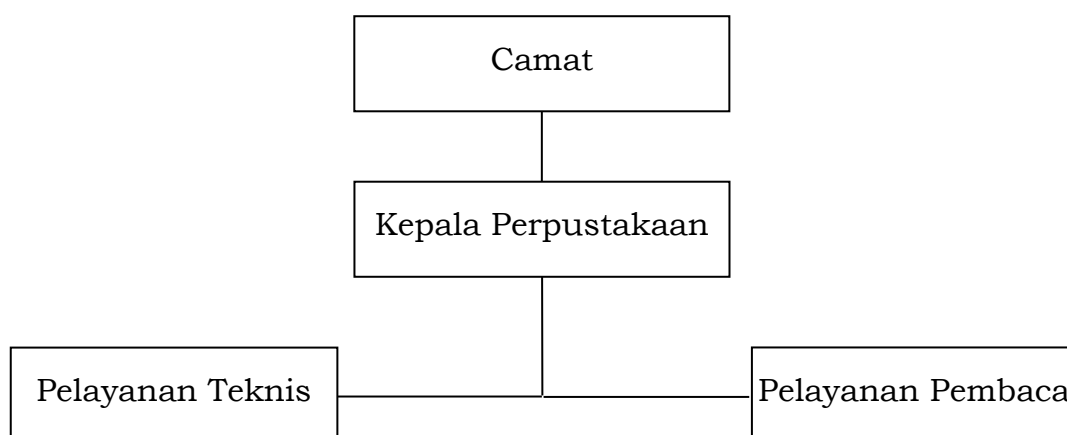 Camat
Kepala Perpustakaan
Pelayanan Teknis
Pelayanan Pembaca